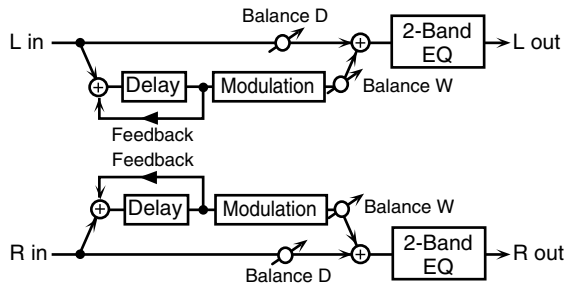 Balance D
L in
2-Band
EQ
L out
Delay
Modulation
Balance W
Feedback
Feedback
Delay
Modulation
Balance W
R in
2-Band
EQ
R out
Balance D